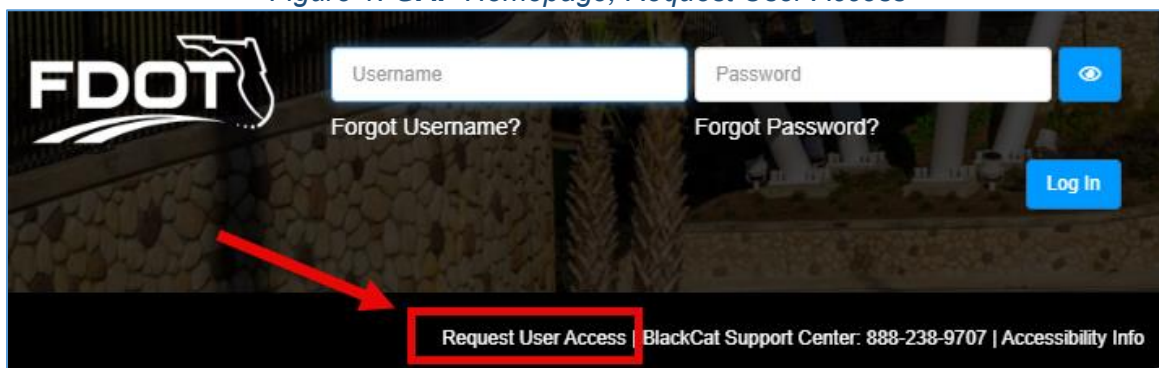 FDOT
Username
Password
Forgot Username?
Forgot Password?
Log In
Request User Access | BlackCat Support Center: 888-238-9707 | Accessibility Info